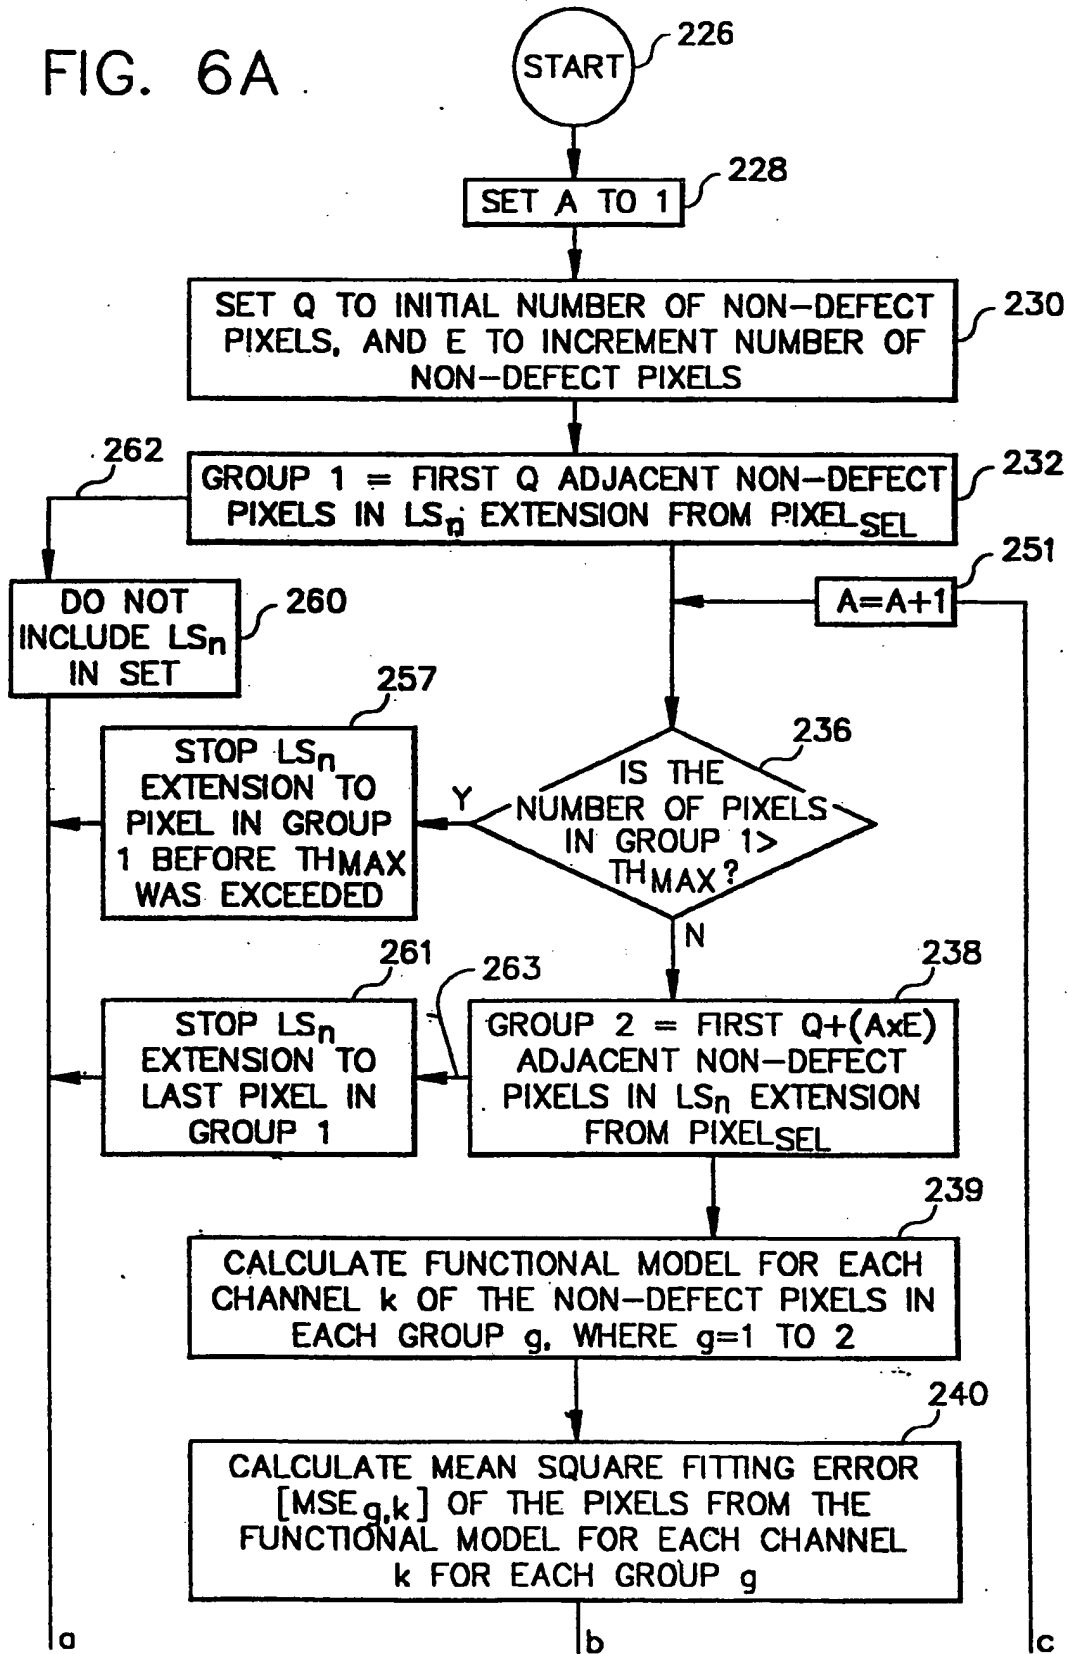 FIG. 6A
START
226
SET A TO 1
228
SET Q TO INITIAL NUMBER OF NON-DEFECT
PIXELS, AND E TO INCREMENT NUMBER OF
NON-DEFECT PIXELS
230
262
GROUP 1 = FIRST Q ADJACENT NON-DEFECT
PIXELS IN LSn EXTENSION FROM PIXELSEL
232
251
A=A+1
DO NOT
INCLUDE LSn
IN SET
260
257
STOP LSn
EXTENSION TO
PIXEL IN GROUP
1 BEFORE THMAX
WAS EXCEEDED
Y
236
IS THE
NUMBER OF PIXELS
IN GROUP 1>
THMAX?
N
261
263
238
STOP LSn
EXTENSION TO
LAST PIXEL IN
GROUP 1
GROUP 2 = FIRST Q+(AxE)
ADJACENT NON-DEFECT
PIXELS IN LSn EXTENSION
FROM PIXELSEL
239
CALCULATE FUNCTIONAL MODEL FOR EACH
CHANNEL k OF THE NON-DEFECT PIXELS IN
EACH GROUP g, WHERE g=1 TO 2
240
CALCULATE MEAN SQUARE FITTING ERROR
[MSEg,k] OF THE PIXELS FROM THE
FUNCTIONAL MODEL FOR EACH CHANNEL
k FOR EACH GROUP g
a
b
c